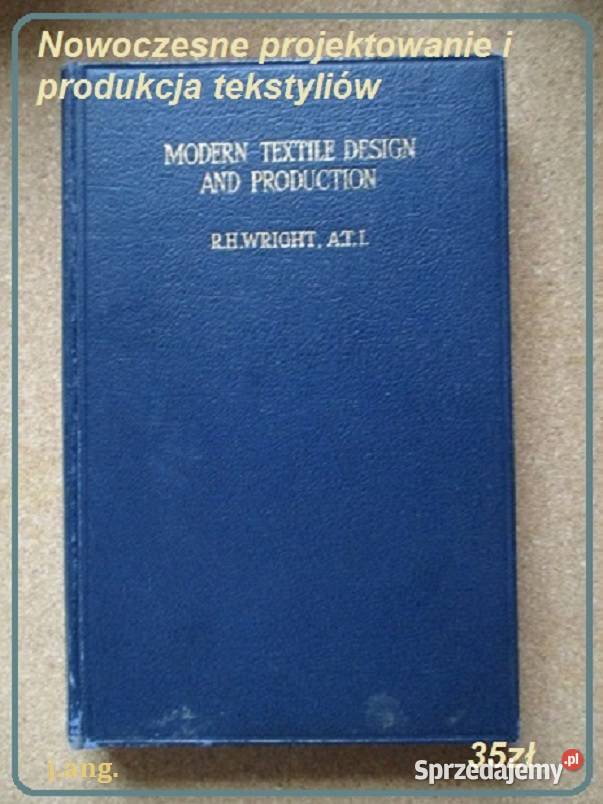 Nowoczesne projektowanie i
produkcja tekstyliów
MODERN TEXTILE DESIGN
AND PRODUCTION
R.H.WRIGHT, A.T.I.
35zł
j.ang.
Sprzedajemy.pl